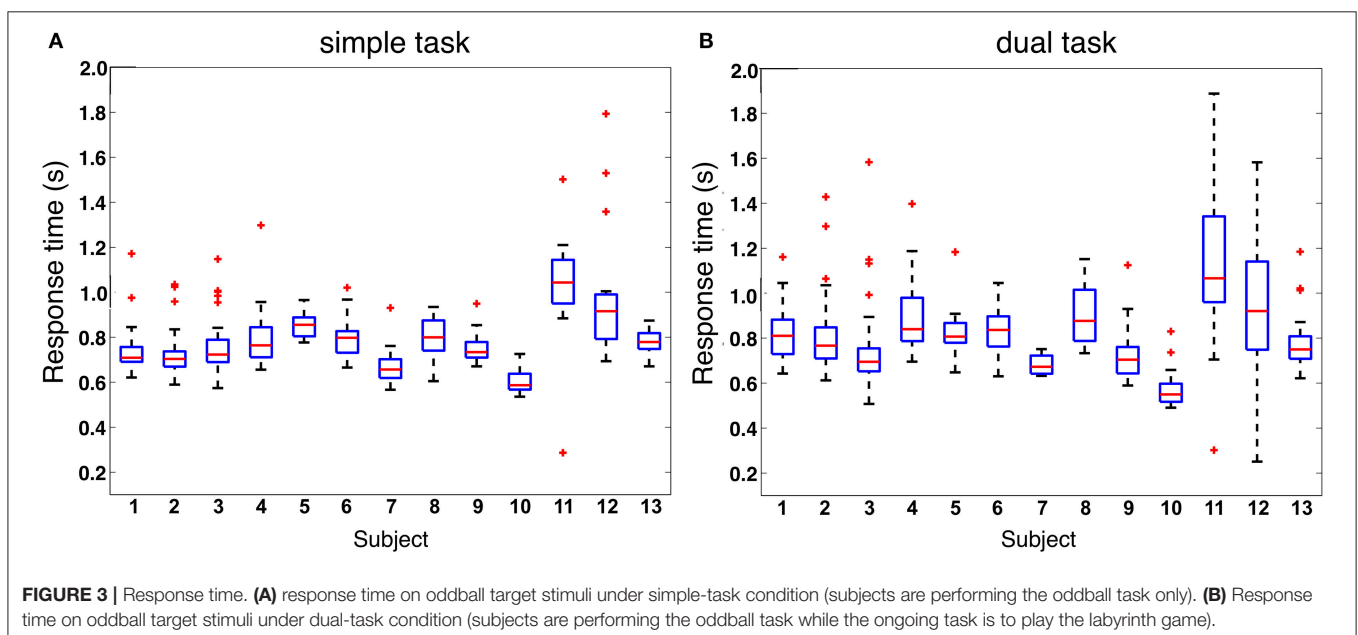 A simple task
2.0
1.8
1.6
1.4
1.2
1.0
0.8
0.6
0.4
0.2
Response time (s)
1 2 3 4 5 6 7 8 9 10 11 12 13
Subject
B dual task
2.0
1.8
1.6
1.4
1.2
1.0
0.8
0.6
0.4
0.2
Response time (s)
1 2 3 4 5 6 7 8 9 10 11 12 13
Subject
FIGURE 3 | Response time. (A) response time on oddball target stimuli under simple-task condition (subjects are performing the oddball task only). (B) Response
time on oddball target stimuli under dual-task condition (subjects are performing the oddball task while the ongoing task is to play the labyrinth game).